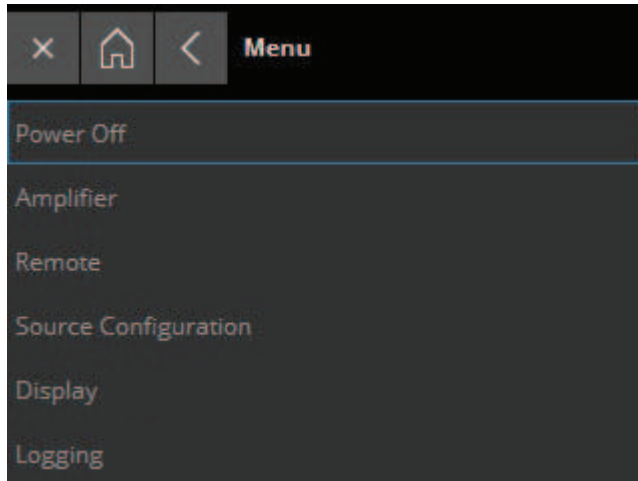 Menu
Power Off
Amplifier
Remote
Source Configuration
Display
Logging